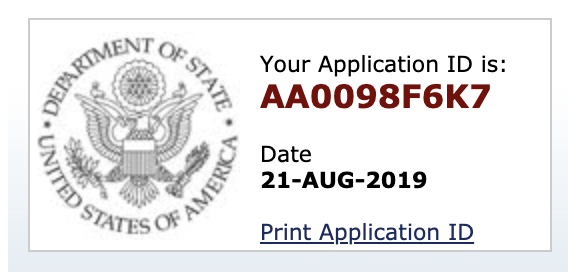 DEPARTMENT OF STATE
UNITED STATES OF AMERICA
Your Application ID is:
AA0098F6K7
Date
21-AUG-2019
Print Application ID